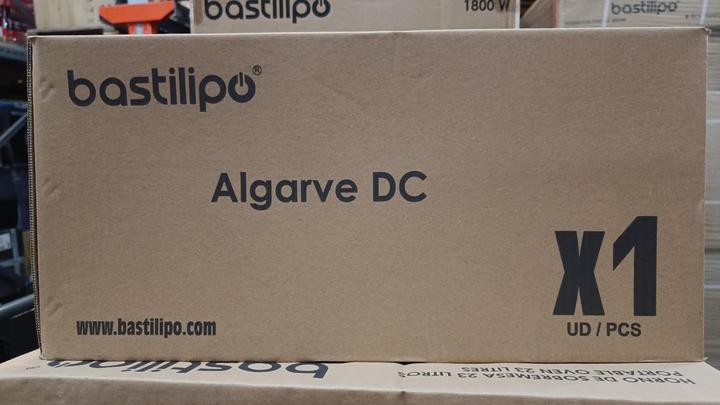 bastilipo
1800 W
bastilipo
bastilipo®
Algarve DC
X1
UD / PCS
www.bastilipo.com
bastilipo
HORNO DE SOBREMESA 23 LITROS
PORTABLE OVEN 23 LITRES